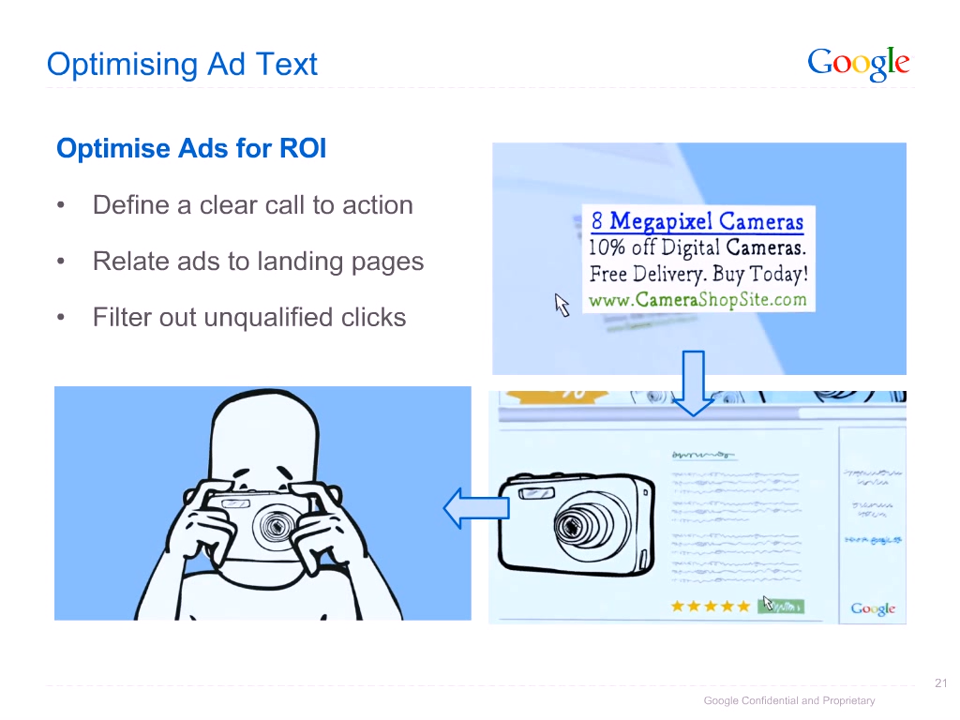 Optimising Ad Text
Google
Optimise Ads for ROI
• Define a clear call to action
• Relate ads to landing pages
• Filter out unqualified clicks
8 Megapixel Cameras
10% off Digital Cameras.
Free Delivery. Buy Today!
www.CameraShopSite.com
%
Google
21
Google Confidential and Proprietary